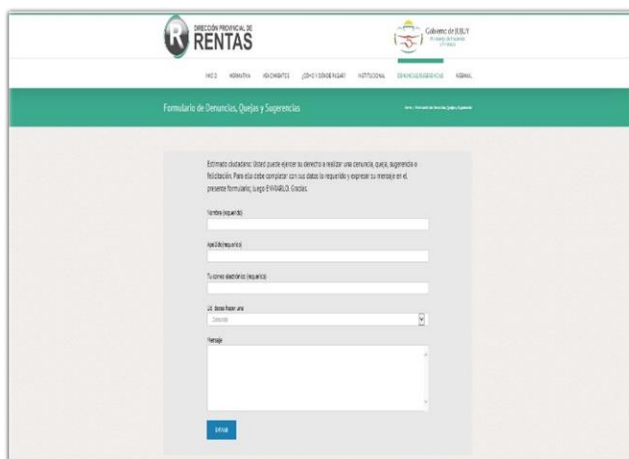 DIRECCIÓN PROVINCIAL DE
RENTAS
Gobierno de JUJUY
INICIO NORMATIVA VENCIMIENTOS ¿CÓMO Y DÓNDE PAGAR? INSTITUCIONAL DENUNCIAS/SUGERENCIAS WEBMAIL
Formulario de Denuncias, Quejas y Sugerencias
Estimado ciudadano: Usted puede ejercer su derecho a realizar una denuncia, queja, sugerencia o
felicitación. Para ello debe completar con sus datos lo requerido y expresar su mensaje en el
presente formulario; luego ENVIARLO. Gracias.
Nombre (requerido)
Apellido (requerido)
Tu correo electrónico (requerido)
Ud. desea hacer una
Denuncia
Mensaje
ENVIAR